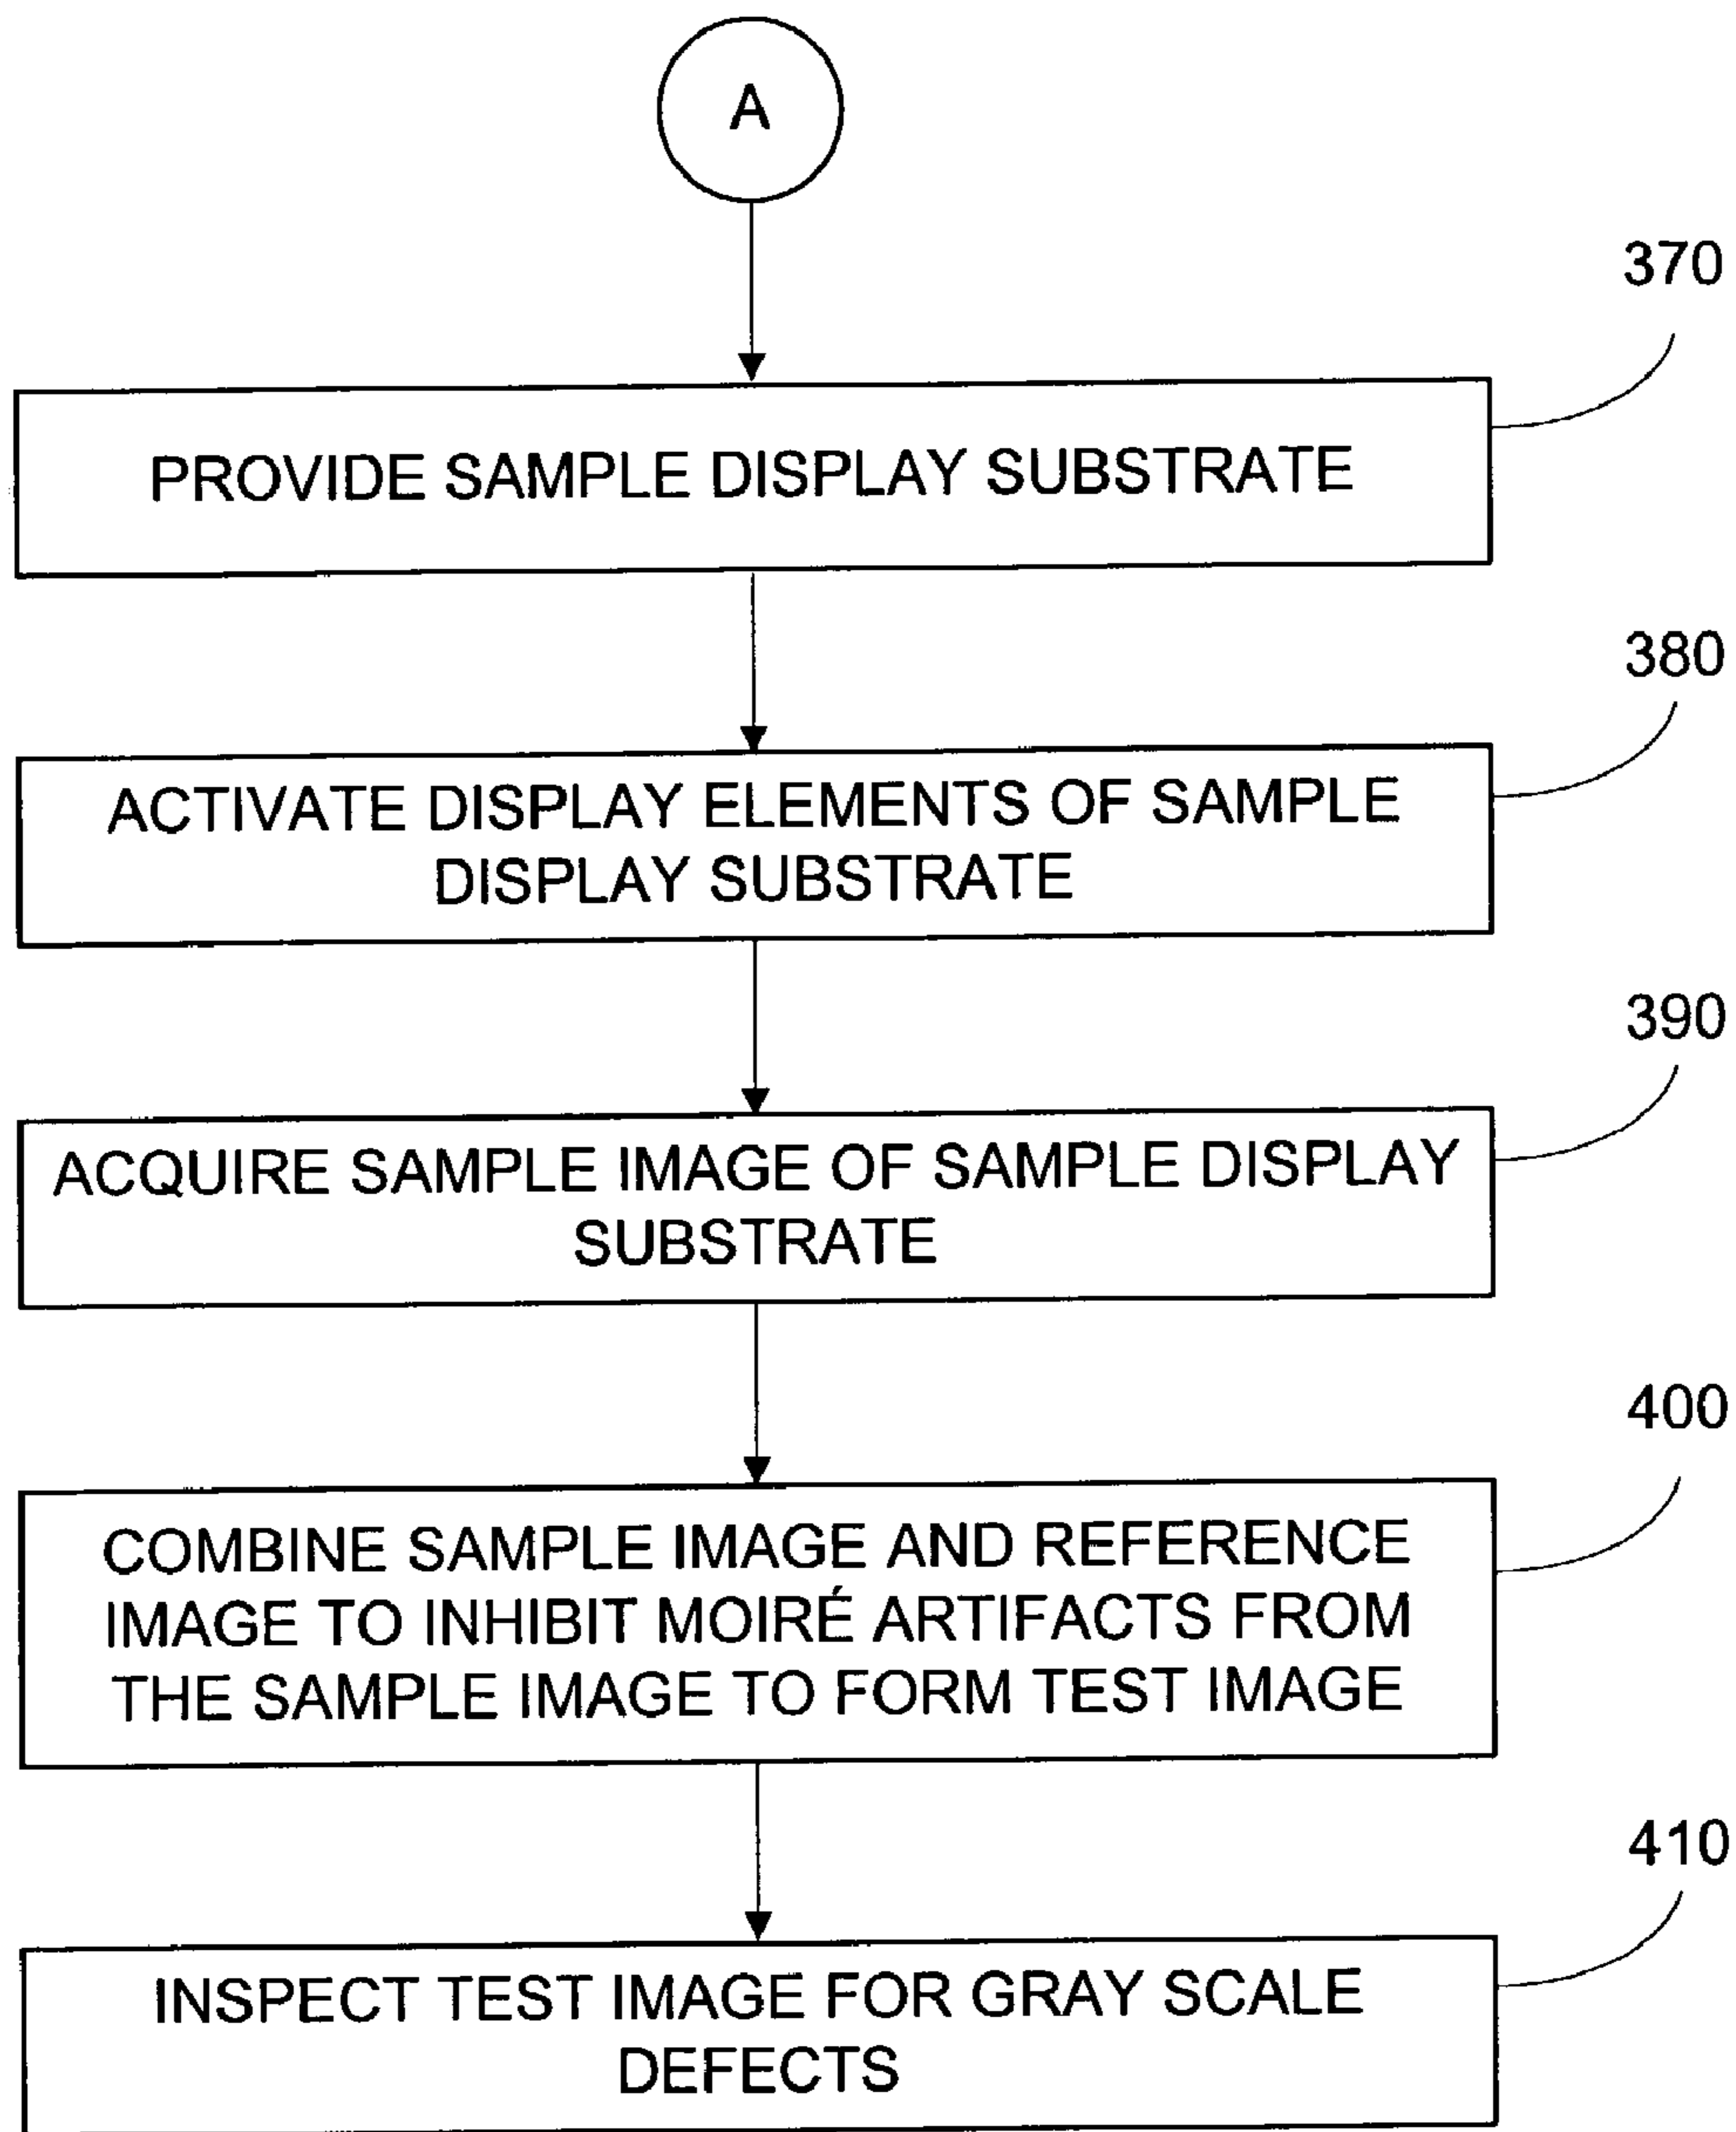 A
370
PROVIDE SAMPLE DISPLAY SUBSTRATE
380
ACTIVATE DISPLAY ELEMENTS OF SAMPLE
DISPLAY SUBSTRATE
390
ACQUIRE SAMPLE IMAGE OF SAMPLE DISPLAY
SUBSTRATE
400
COMBINE SAMPLE IMAGE AND REFERENCE
IMAGE TO INHIBIT MOIRÉ ARTIFACTS FROM
THE SAMPLE IMAGE TO FORM TEST IMAGE
410
INSPECT TEST IMAGE FOR GRAY SCALE
DEFECTS